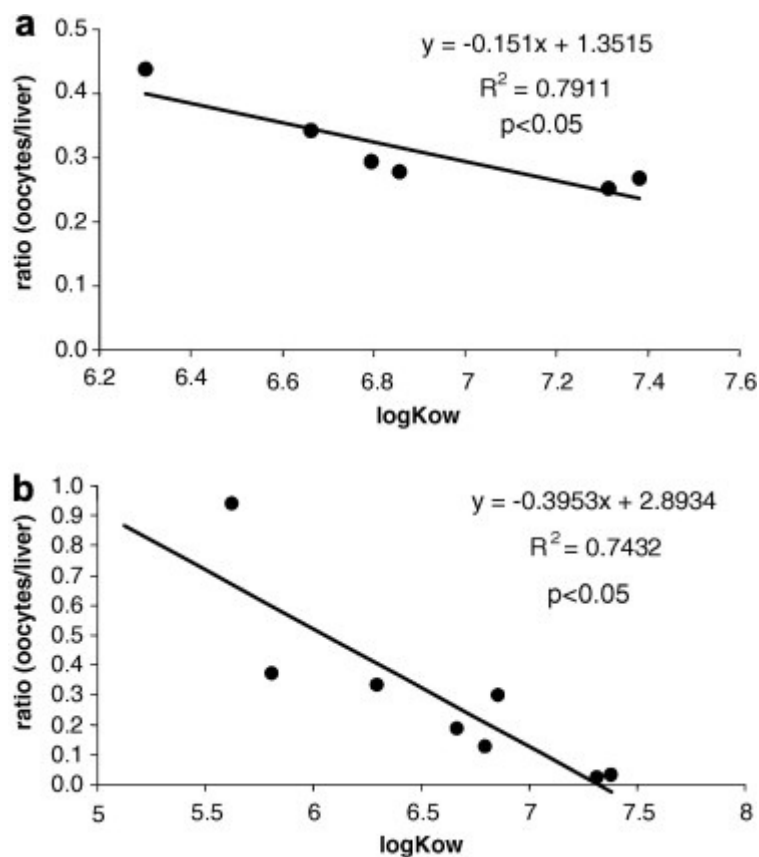 a
ratio (oocytes/liver)
0.5
0.4
0.3
0.2
0.1
0.0
y = -0.151x + 1.3515
R² = 0.7911
p<0.05
6.2 6.4 6.6 6.8 7 7.2 7.4 7.6
logKow
b
ratio (oocytes/liver)
1.0
0.9
0.8
0.7
0.6
0.5
0.4
0.3
0.2
0.1
0.0
y = -0.3953x + 2.8934
R² = 0.7432
p<0.05
5 5.5 6 6.5 7 7.5 8
logKow